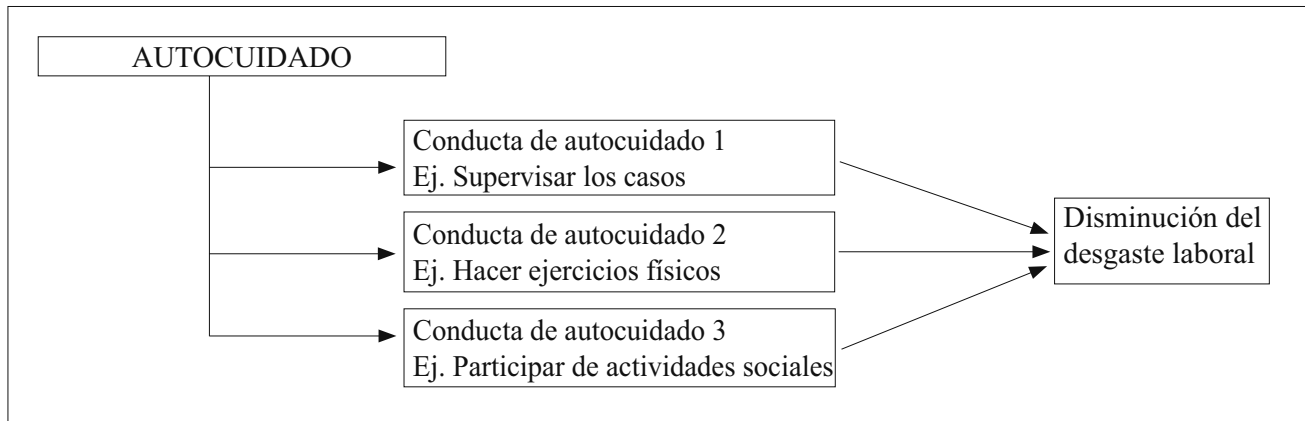 AUTOCUIDADO
Conducta de autocuidado 1
Ej. Supervisar los casos
Conducta de autocuidado 2
Ej. Hacer ejercicios físicos
Conducta de autocuidado 3
Ej. Participar de actividades sociales
Disminución del
desgaste laboral